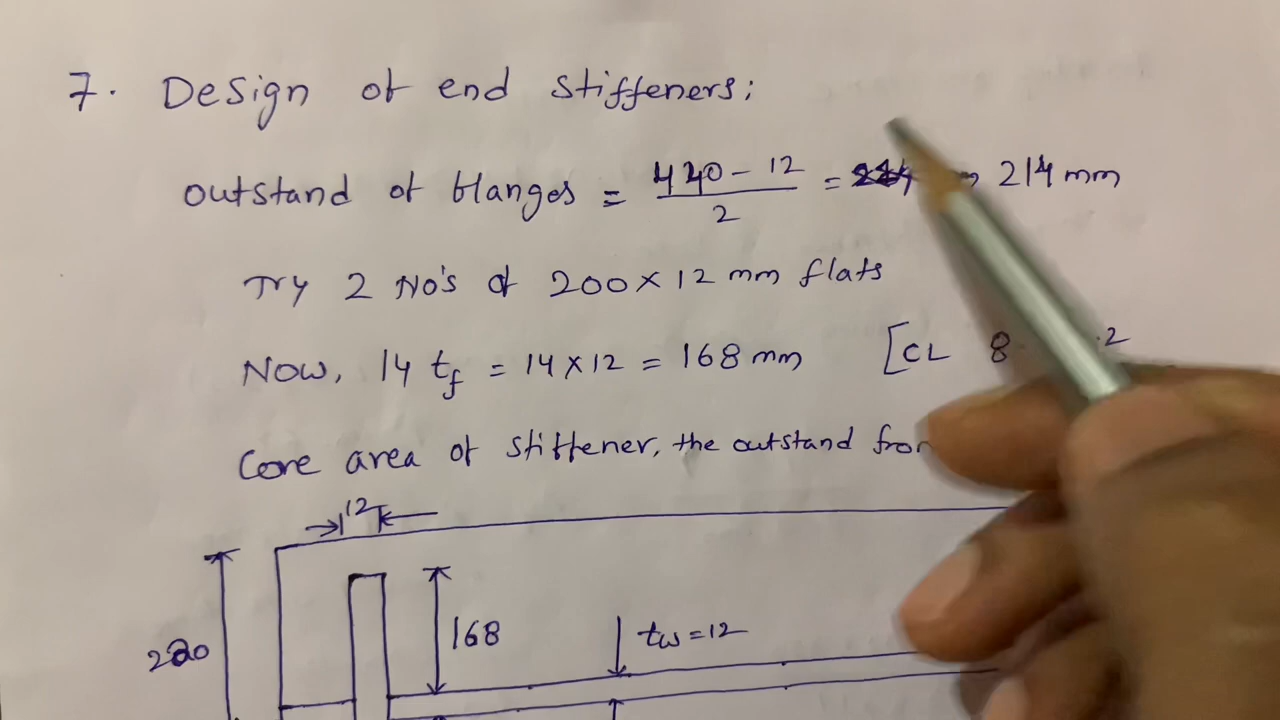 7. Design of end stiffeners:
outstand of flanges = 440 - 12 / 2 = 214 mm
Try 2 No's of 200 x 12 mm flats
Now, 14 tf = 14 x 12 = 168 mm [CL 8
Core area of stiffener, the outstand from
12
168
tw = 12
220